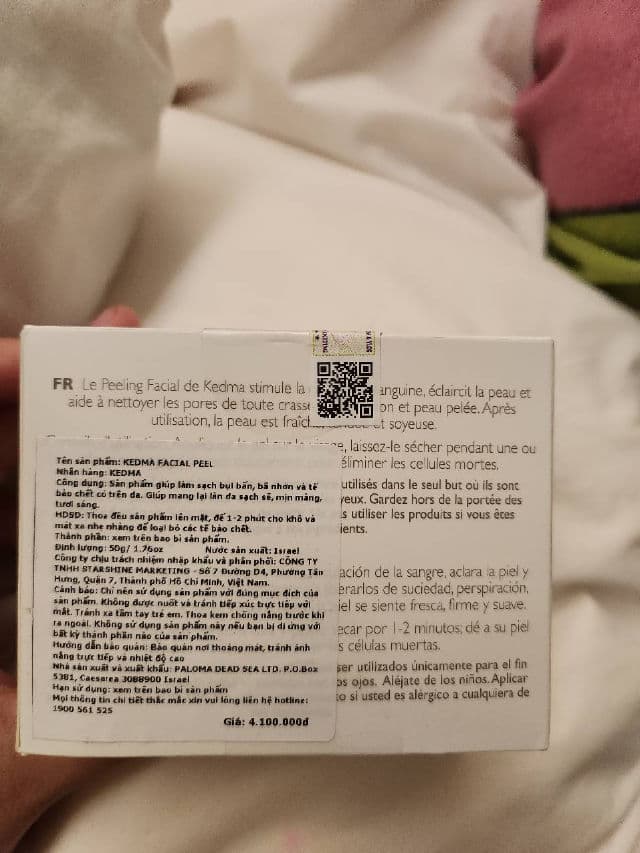 FR Le Peeling Facial de Kedma stimule la anguine, éclaircit la peau et
aide à nettoyer les pores de toute crasse on et peau pelée. Après
utilisation, la peau est et soyeuse.
laissez-le sécher pendant une ou
éliminer les cellules mortes.
utilisés dans le seul but où ils sont
yeux. Gardez hors de la portée des
s utiliser les produits si vous êtes
ients.
ación de la sangre, aclara la piel y
erarlos de suciedad, perspiración,
iel se siente fresca, firme y suave.
ecar por 1-2 minutos; dé a su piel
s células muertas.
ser utilizados únicamente para el fin
os ojos. Aléjate de los niños. Aplicar
to si usted es alérgico a cualquiera de
Tên sản phẩm: KEDMA FACIAL PEEL
Nhãn hàng: KEDMA
Công dụng: Sản phẩm giúp làm sạch bụi bẩn, bã nhờn và tế
bào chết có trên da. Giúp mang lại làn da sạch sẽ, mịn màng,
tươi sáng.
HDSD: Thoa đều sản phẩm lên mặt, để 1-2 phút cho khô và
mát xa nhẹ nhàng để loại bỏ các tế bào chết.
Thành phần: xem trên bao bì sản phẩm.
Định lượng: 50g/ 1.76oz Nước sản xuất: Israel
Công ty chịu trách nhiệm nhập khẩu và phân phối: CÔNG TY
TNHH STARSHINE MARKETING - Số 7 Đường D4, Phường Tân
Hưng, Quận 7, Thành phố Hồ Chí Minh, Việt Nam.
Cảnh báo: Chỉ nên sử dụng sản phẩm với đúng mục đích của
sản phẩm. Không được nuốt và tránh tiếp xúc trực tiếp với
mắt. Tránh xa tầm tay trẻ em. Thoa kem chống nắng trước khi
ra ngoài. Không sử dụng sản phẩm này nếu bạn bị dị ứng với
bất kỳ thành phần nào của sản phẩm.
Hướng dẫn bảo quản: Bảo quản nơi thoáng mát, tránh ánh
nắng trực tiếp và nhiệt độ cao
Nhà sản xuất và xuất khẩu: PALOMA DEAD SEA LTD. P.O.Box
5381, Caesarea 3088900 Israel
Hạn sử dụng: xem trên bao bì sản phẩm
Mọi thông tin chi tiết thắc mắc xin vui lòng liên hệ hotline:
1900 561 525
Giá: 4.100.000đ